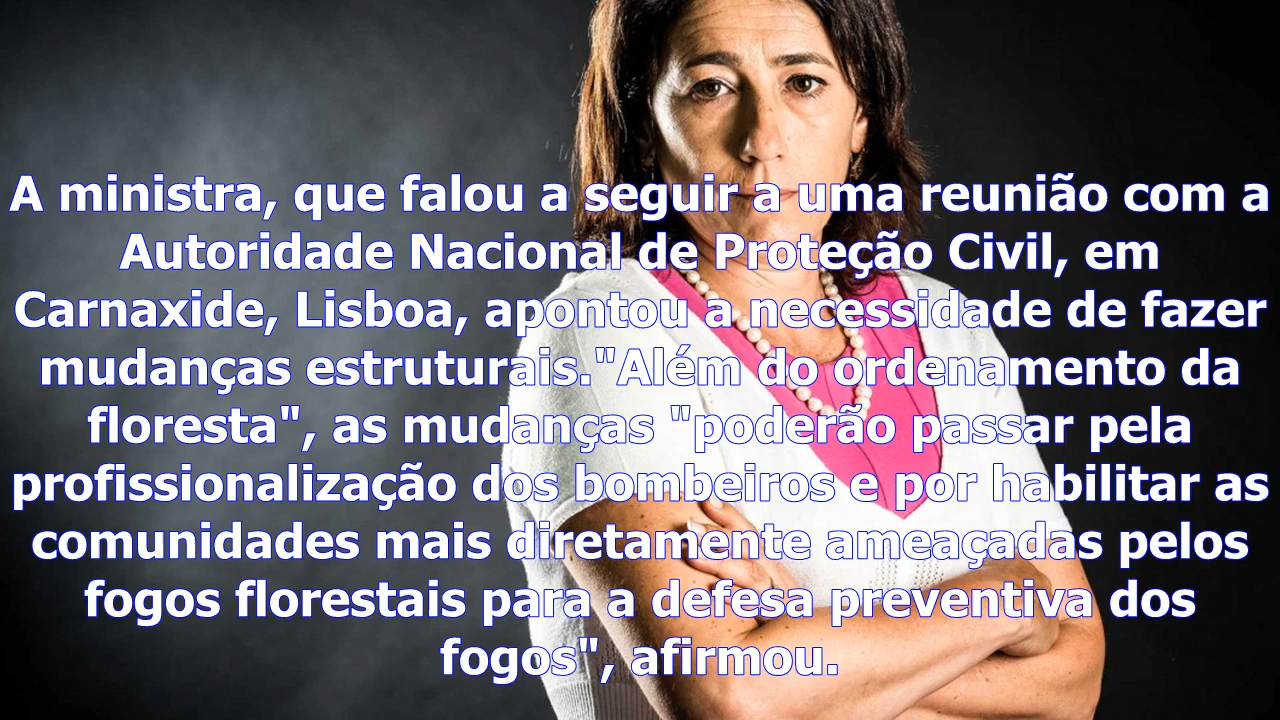 A ministra, que falou a seguir a uma reunião com a
Autoridade Nacional de Proteção Civil, em
Carnaxide, Lisboa, apontou a necessidade de fazer
mudanças estruturais."Além do ordenamento da
floresta", as mudanças "poderão passar pela
profissionalização dos bombeiros e por habilitar as
comunidades mais diretamente ameaçadas pelos
fogos florestais para a defesa preventiva dos
fogos", afirmou.